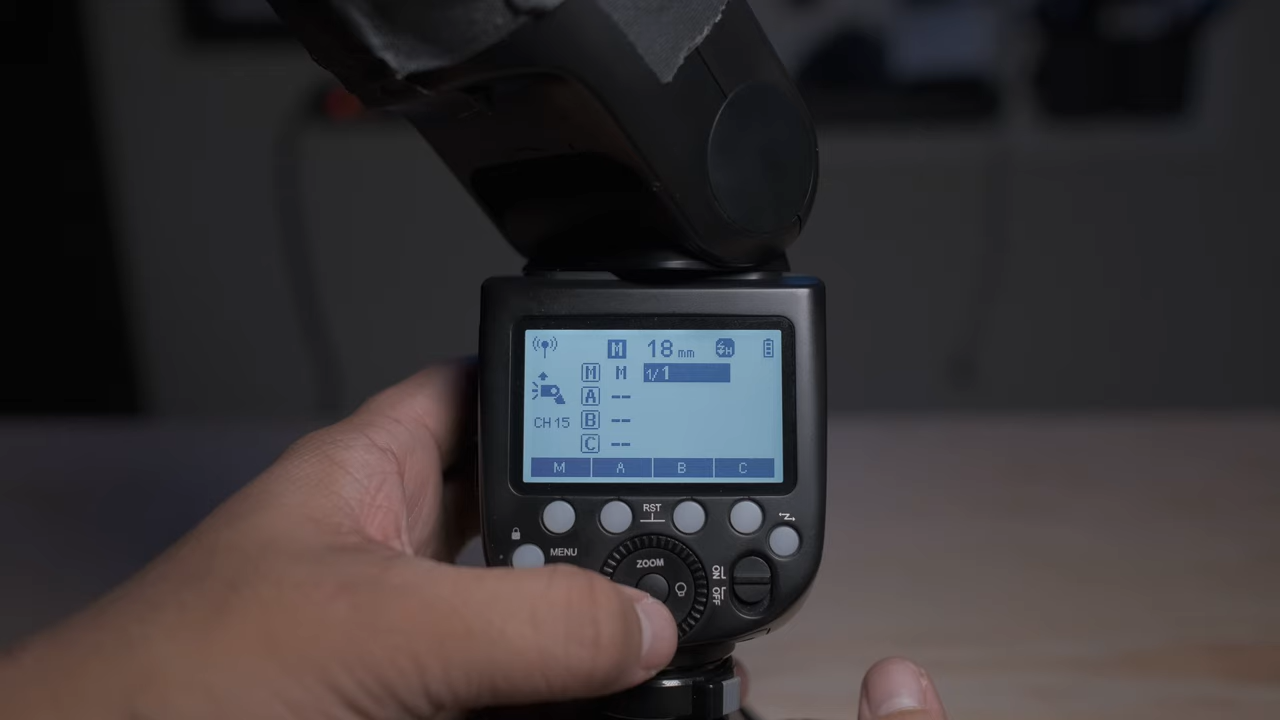 M 18 mm
M M 1/1
A --
CH 15 B --
C --
M A B C
RST
MENU
ZOOM
ON
OFF